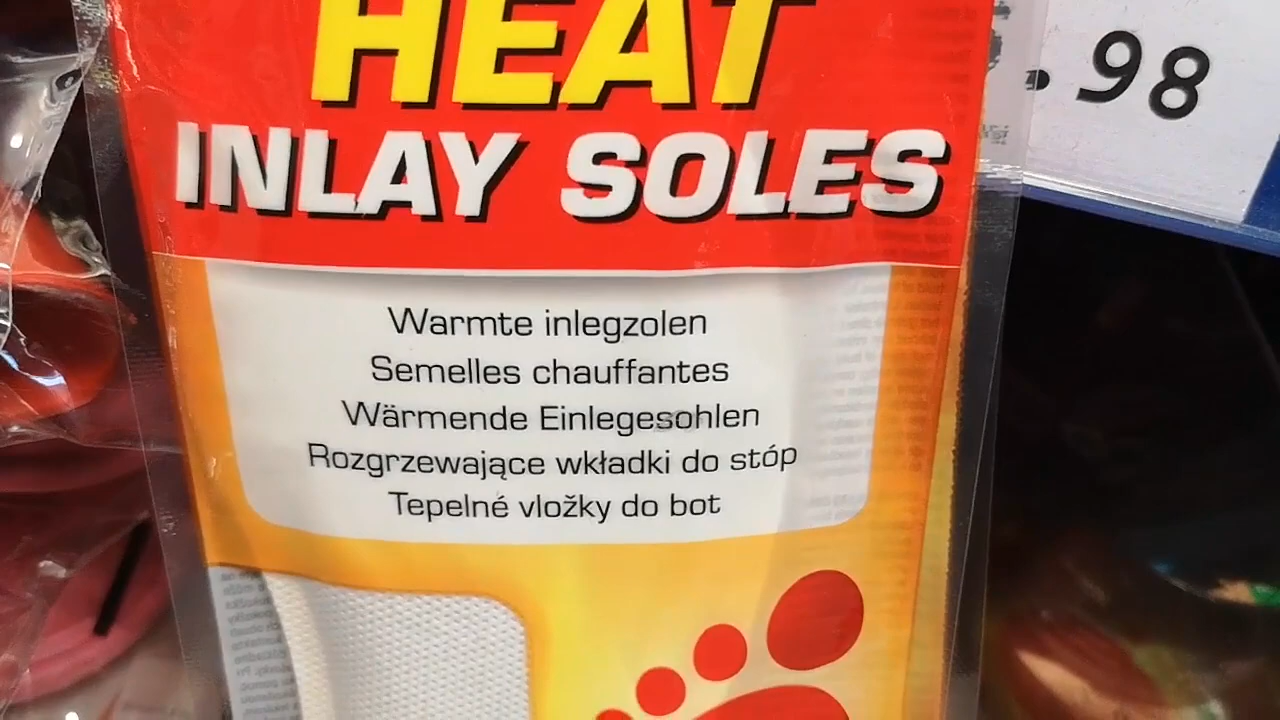 HEAT
INLAY SOLES
.98
Warmte inlegzolen
Semelles chauffantes
Wärmende Einlegesohlen
Rozgrzewające wkładki do stóp
Tepelné vložky do bot